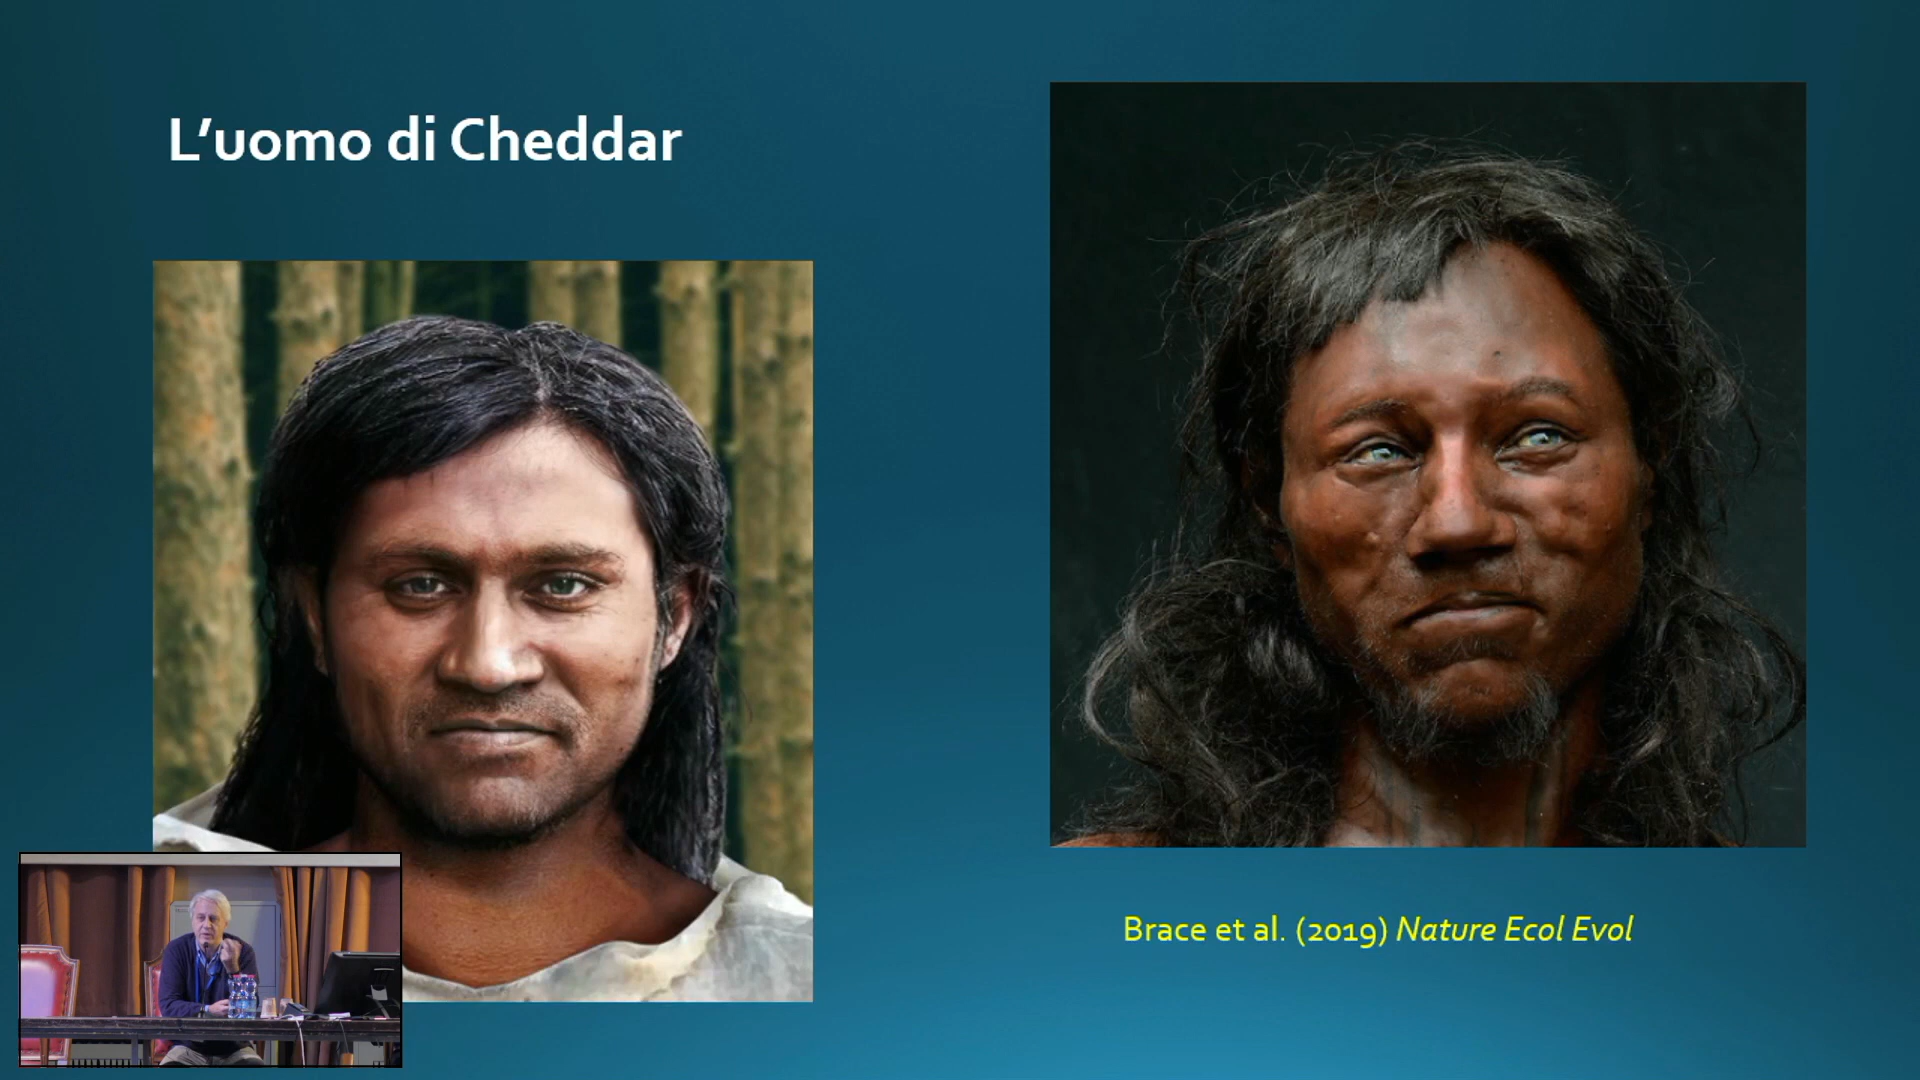 L’uomo di Cheddar
Brace et al. (2019) Nature Ecol Evol